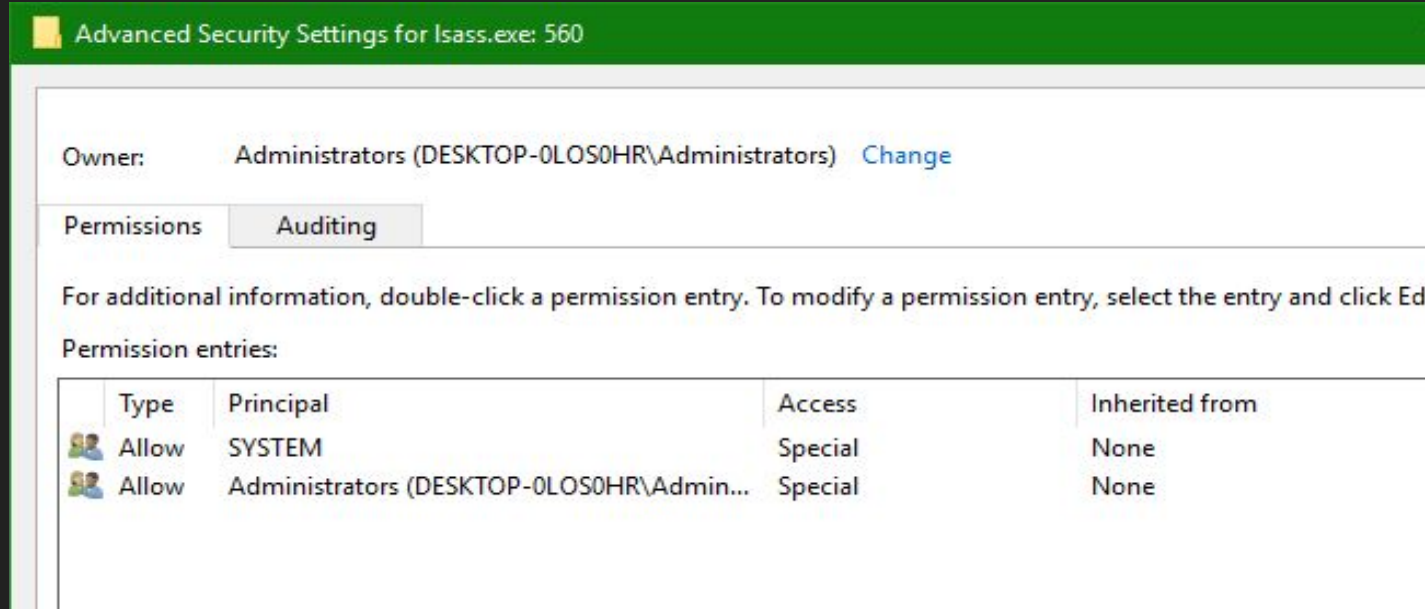 Advanced Security Settings for lsass.exe: 560
Owner: Administrators (DESKTOP-0LOS0HR\Administrators) Change
Permissions Auditing
For additional information, double-click a permission entry. To modify a permission entry, select the entry and click Ed
Permission entries:
Type Principal Access Inherited from
Allow SYSTEM Special None
Allow Administrators (DESKTOP-0LOS0HR\Admin... Special None